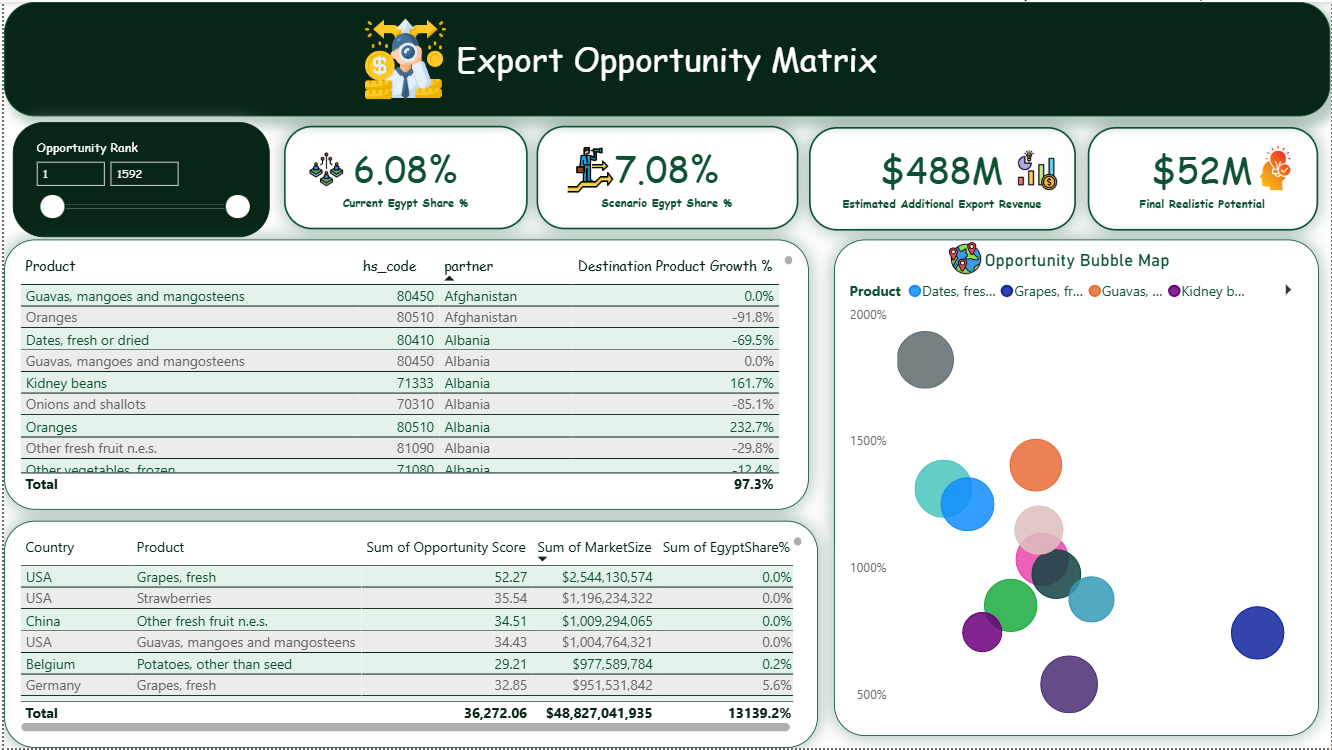 Export Opportunity Matrix
Opportunity Rank
1 1592
6.08%
Current Egypt Share %
7.08%
Scenario Egypt Share %
$488M
Estimated Additional Export Revenue
$52M
Final Realistic Potential
Product hs_code partner Destination Product Growth %
Guavas, mangoes and mangosteens 80450 Afghanistan 0.0%
Oranges 80510 Afghanistan -91.8%
Dates, fresh or dried 80410 Albania -69.5%
Guavas, mangoes and mangosteens 80450 Albania 0.0%
Kidney beans 71333 Albania 161.7%
Onions and shallots 70310 Albania -85.1%
Oranges 80510 Albania 232.7%
Other fresh fruit n.e.s. 81090 Albania -29.8%
Other vegetables, frozen 71080 Albania -12.4%
Total 97.3%
Country Product Sum of Opportunity Score Sum of MarketSize Sum of EgyptShare%
USA Grapes, fresh 52.27 $2,544,130,574 0.0%
USA Strawberries 35.54 $1,196,234,322 0.0%
China Other fresh fruit n.e.s. 34.51 $1,009,294,065 0.0%
USA Guavas, mangoes and mangosteens 34.43 $1,004,764,321 0.0%
Belgium Potatoes, other than seed 29.21 $977,589,784 0.2%
Germany Grapes, fresh 32.85 $951,531,842 5.6%
Total 36,272.06 $48,827,041,935 13139.2%
Opportunity Bubble Map
Product Dates, fres... Grapes, fr... Guavas, ... Kidney b...
2000%
1500%
1000%
500%